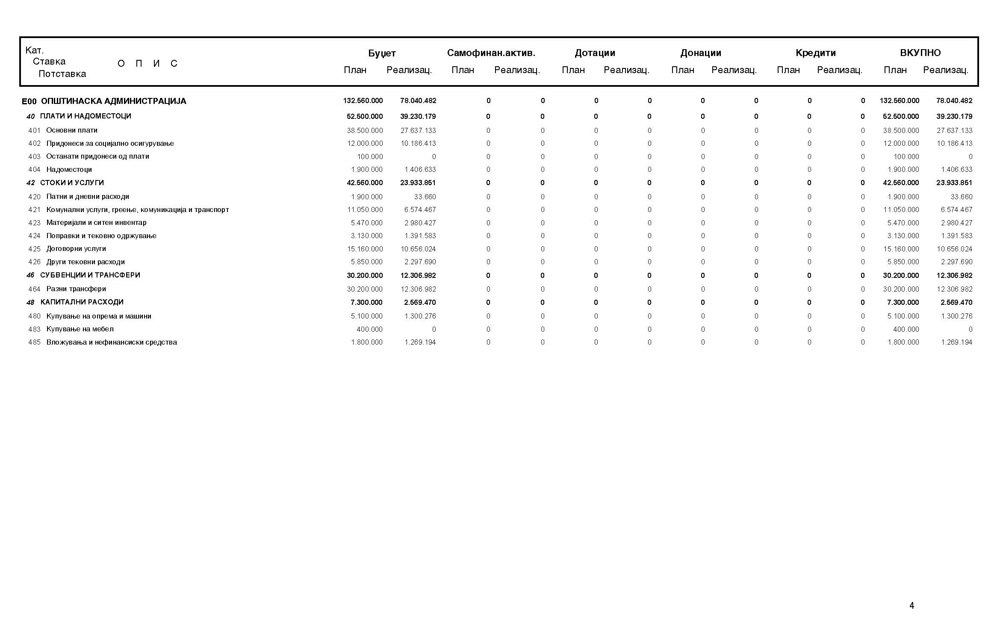 Кат.
Ставка
Потставка
О П И С
Буџет Самофинан.актив. Дотации Донации Кредити ВКУПНО
План Реализац. План Реализац. План Реализац. План Реализац. План Реализац. План Реализац.
Е00 ОПШТИНАСКА АДМИНИСТРАЦИЈА 132.560.000 78.040.482 0 0 0 0 0 0 0 0 132.560.000 78.040.482
40 ПЛАТИ И НАДОМЕСТОЦИ 52.500.000 39.230.179 0 0 0 0 0 0 0 0 52.500.000 39.230.179
401 Основни плати 38.500.000 27.637.133 0 0 0 0 0 0 0 0 38.500.000 27.637.133
402 Придонеси за социјално осигурување 12.000.000 10.186.413 0 0 0 0 0 0 0 0 12.000.000 10.186.413
403 Останати придонеси од плати 100.000 0 0 0 0 0 0 0 0 0 100.000 0
404 Надоместоци 1.900.000 1.406.633 0 0 0 0 0 0 0 0 1.900.000 1.406.633
42 СТОКИ И УСЛУГИ 42.560.000 23.933.851 0 0 0 0 0 0 0 0 42.560.000 23.933.851
420 Патни и дневни расходи 1.900.000 33.660 0 0 0 0 0 0 0 0 1.900.000 33.660
421 Комунални услуги, греење, комуникација и транспорт 11.050.000 6.574.467 0 0 0 0 0 0 0 0 11.050.000 6.574.467
423 Материјали и ситен инвентар 5.470.000 2.980.427 0 0 0 0 0 0 0 0 5.470.000 2.980.427
424 Поправки и тековно одржување 3.130.000 1.391.583 0 0 0 0 0 0 0 0 3.130.000 1.391.583
425 Договорни услуги 15.160.000 10.656.024 0 0 0 0 0 0 0 0 15.160.000 10.656.024
426 Други тековни расходи 5.850.000 2.297.690 0 0 0 0 0 0 0 0 5.850.000 2.297.690
46 СУБВЕНЦИИ И ТРАНСФЕРИ 30.200.000 12.306.982 0 0 0 0 0 0 0 0 30.200.000 12.306.982
464 Разни трансфери 30.200.000 12.306.982 0 0 0 0 0 0 0 0 30.200.000 12.306.982
48 КАПИТАЛНИ РАСХОДИ 7.300.000 2.569.470 0 0 0 0 0 0 0 0 7.300.000 2.569.470
480 Купување на опрема и машини 5.100.000 1.300.276 0 0 0 0 0 0 0 0 5.100.000 1.300.276
483 Купување на мебел 400.000 0 0 0 0 0 0 0 0 0 400.000 0
485 Вложувања и нефинансиски средства 1.800.000 1.269.194 0 0 0 0 0 0 0 0 1.800.000 1.269.194
4